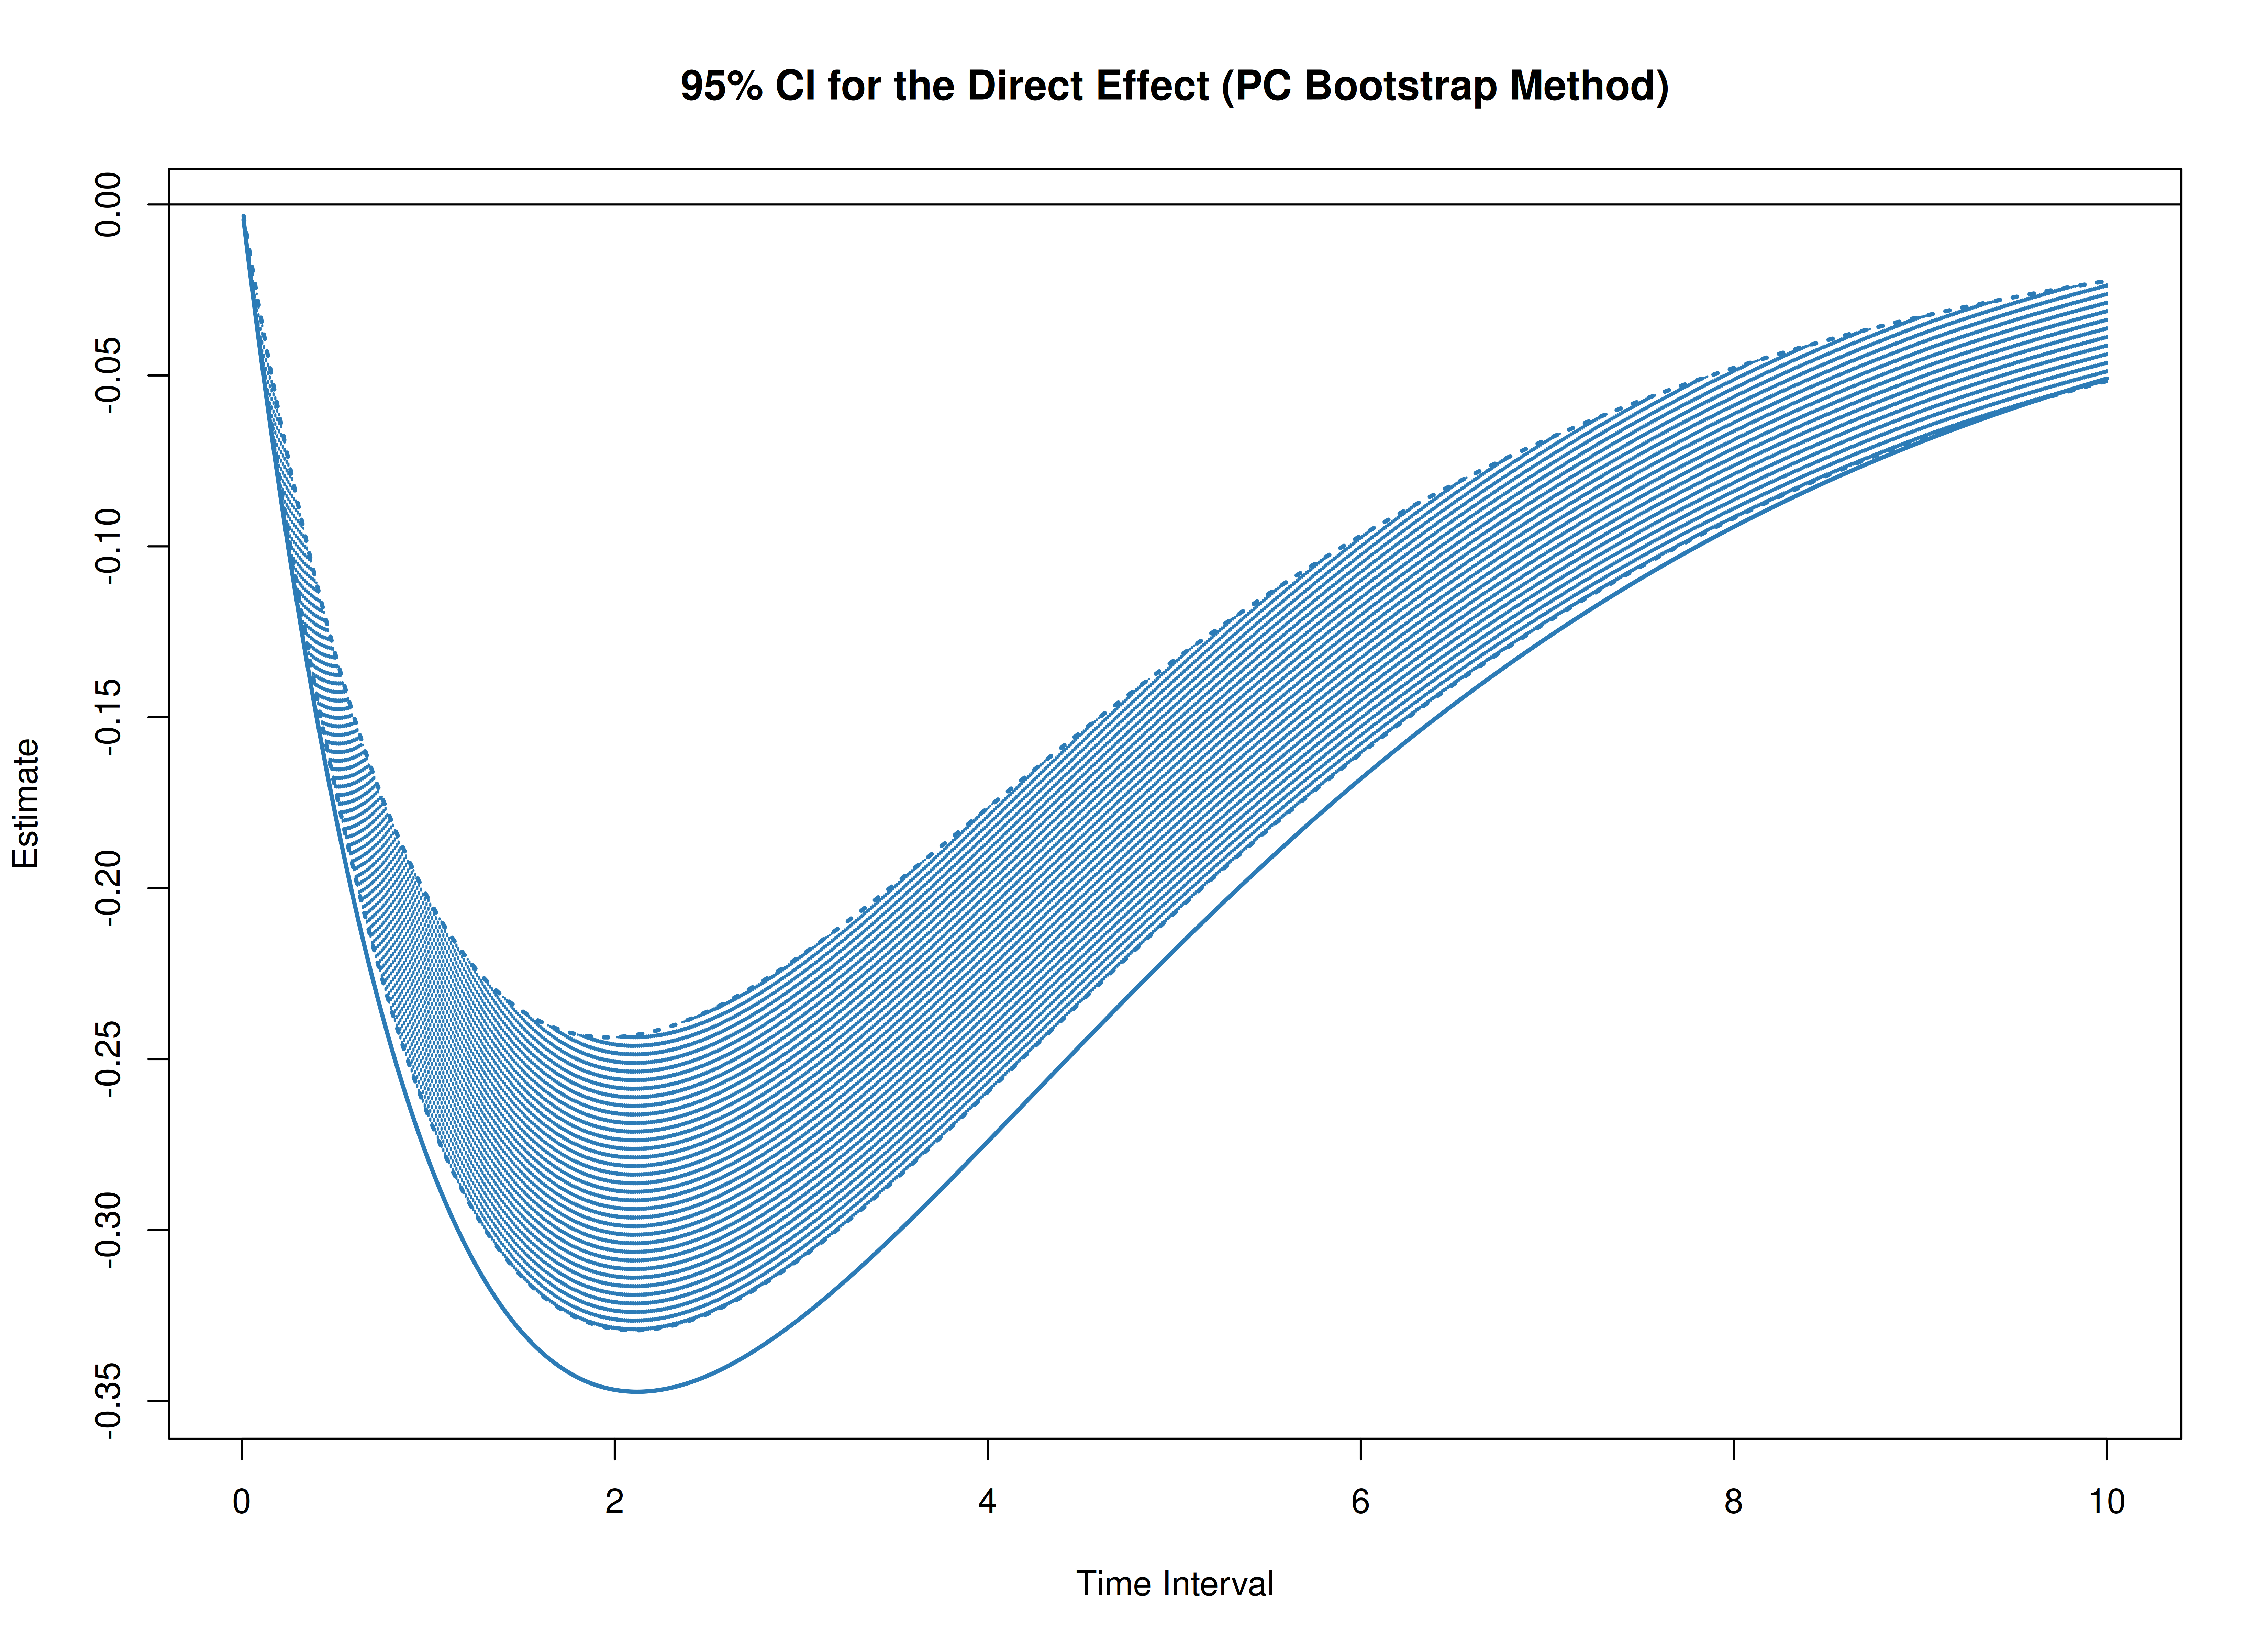 95% CI for the Direct Effect (PC Bootstrap Method)
Estimate
0.00
-0.05
-0.10
-0.15
-0.20
-0.25
-0.30
-0.35
0 2 4 6 8 10
Time Interval